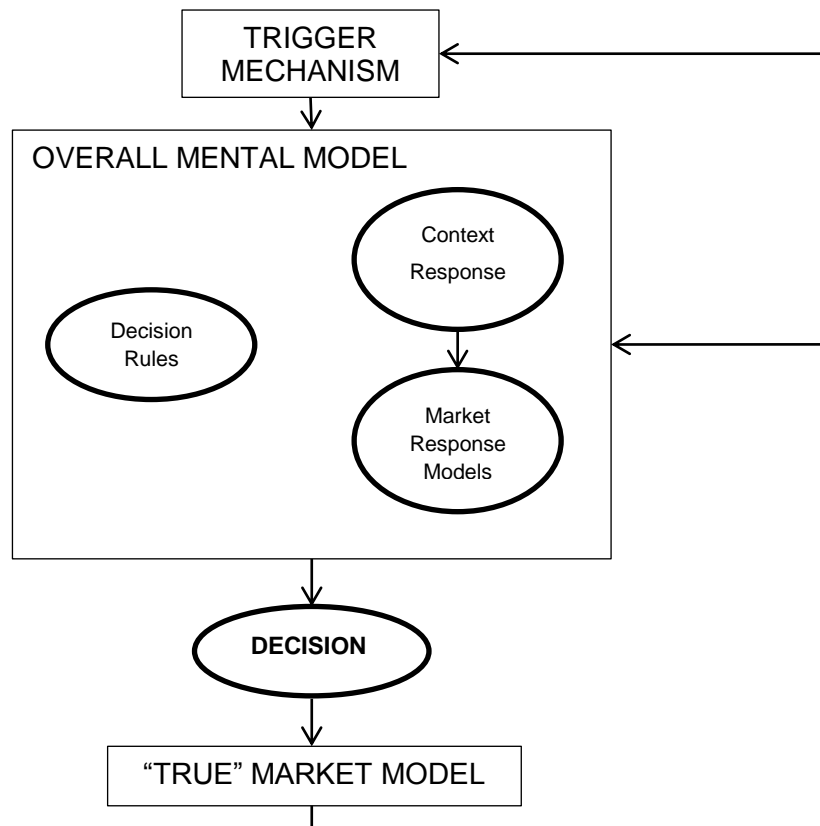 TRIGGER
MECHANISM
OVERALL MENTAL MODEL
Context
Response
Decision
Rules
Market
Response
Models
DECISION
“TRUE” MARKET MODEL